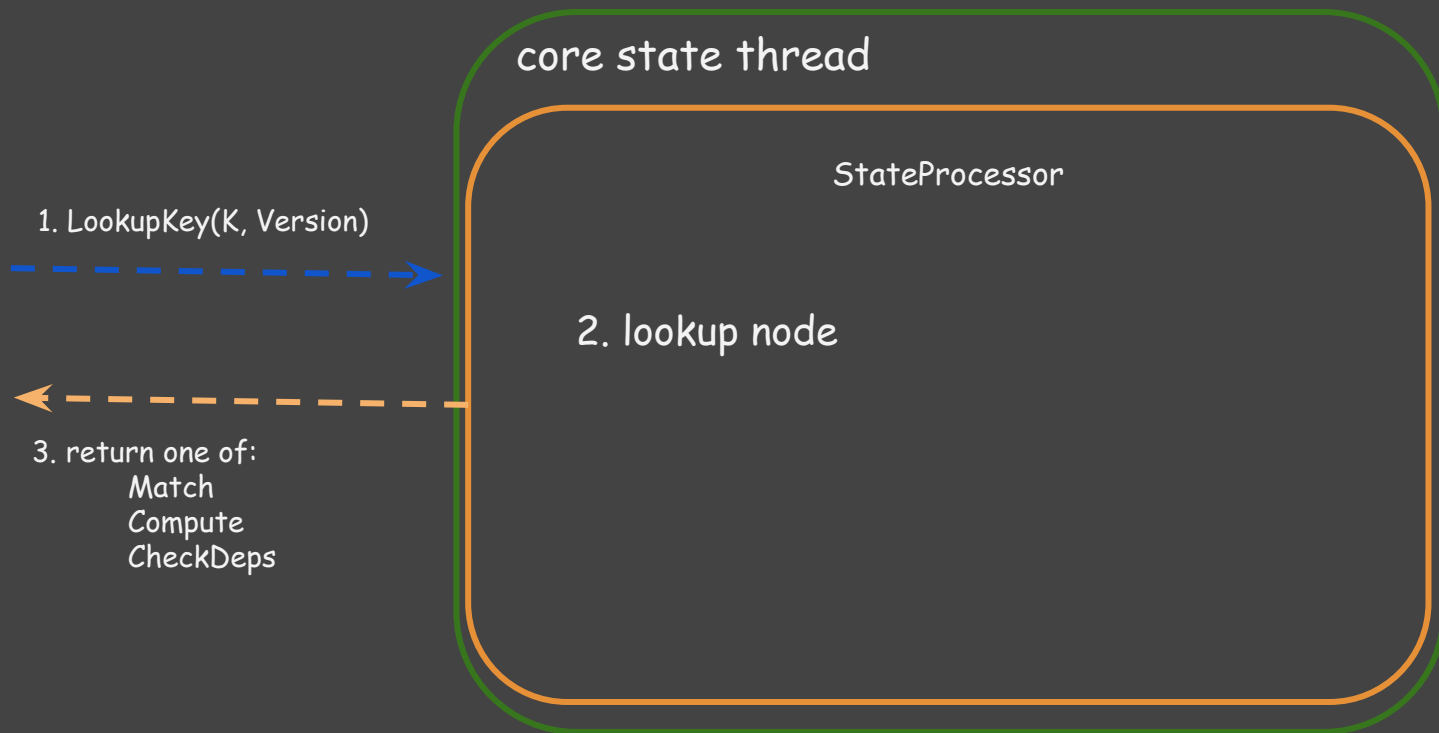 core state thread
StateProcessor
1. LookupKey(K, Version)
2. lookup node
3. return one of:
Match
Compute
CheckDeps